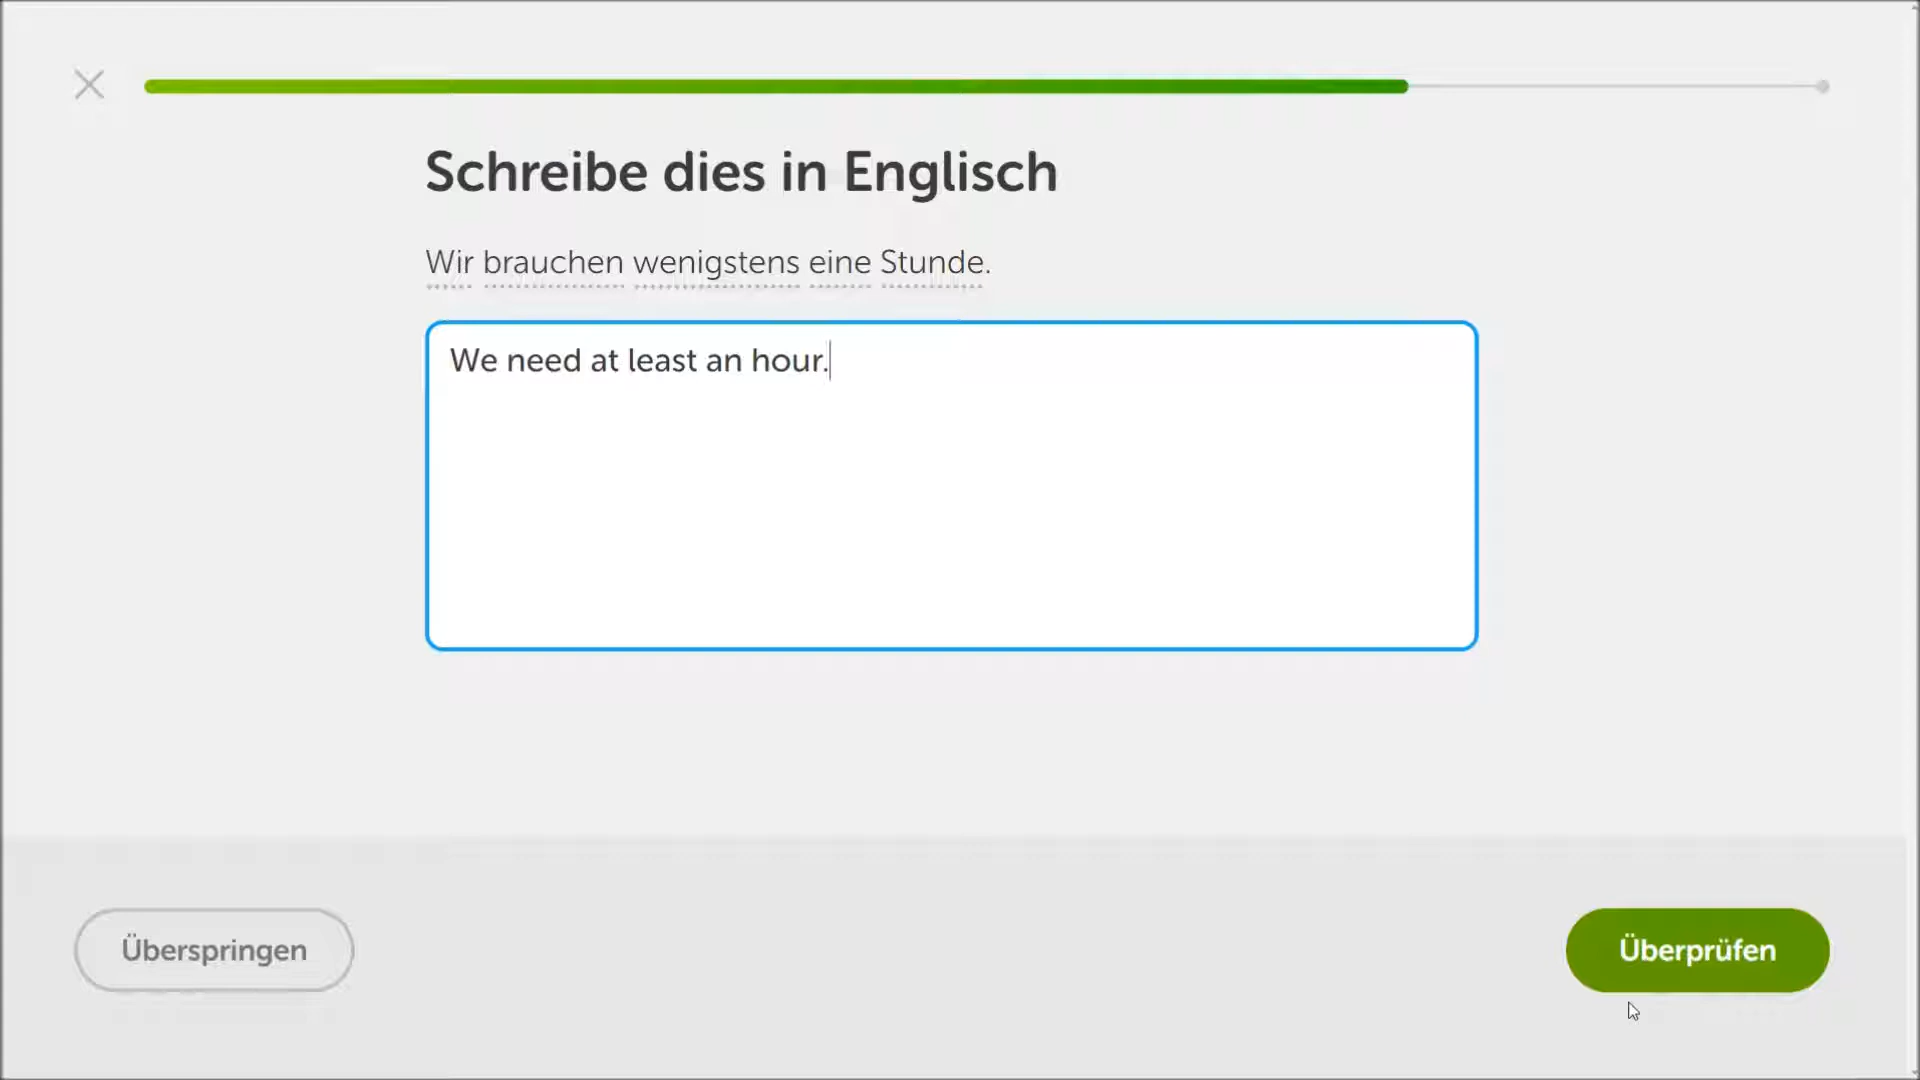 Schreibe dies in Englisch
Wir brauchen wenigstens eine Stunde.
We need at least an hour.
Überspringen
Überprüfen